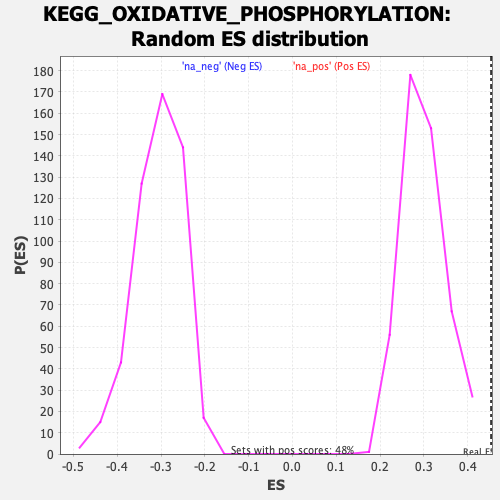 KEGG_OXIDATIVE_PHOSPHORYLATION:
Random ES distribution
'na_neg' (Neg ES) 'na_pos' (Pos ES)
180
170
160
150
140
130
120
110
100
90
80
70
60
50
40
30
20
10
0
P(ES)
Sets with pos scores: 48%
Real
-0.5 -0.4 -0.3 -0.2 -0.1 0.0 0.1 0.2 0.3 0.4
ES